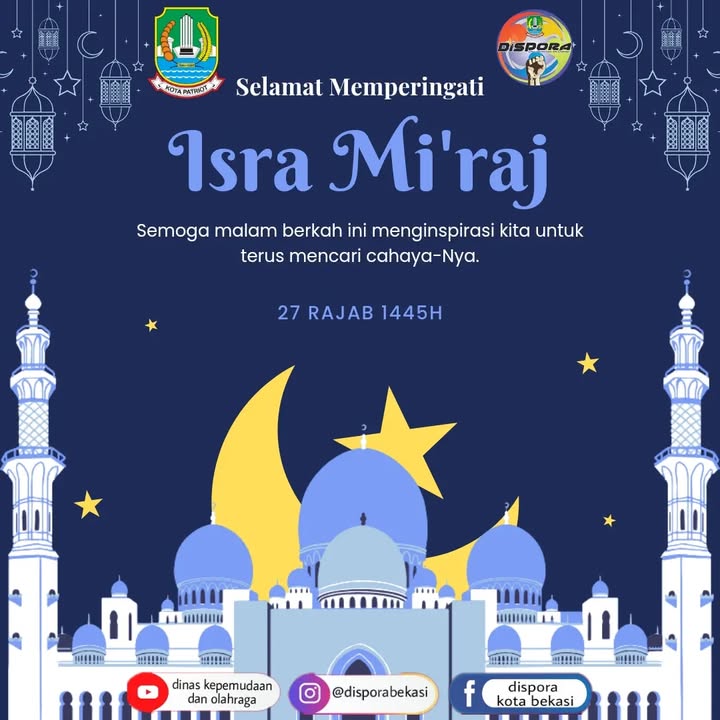 KOTA PATRIOT
DISPORA
Selamat Memperingati
Isra Mi'raj
Semoga malam berkah ini menginspirasi kita untuk
terus mencari cahaya-Nya.
27 RAJAB 1445H
dinas kepemudaan
dan olahraga
@disporabekasi
dispora
kota bekasi